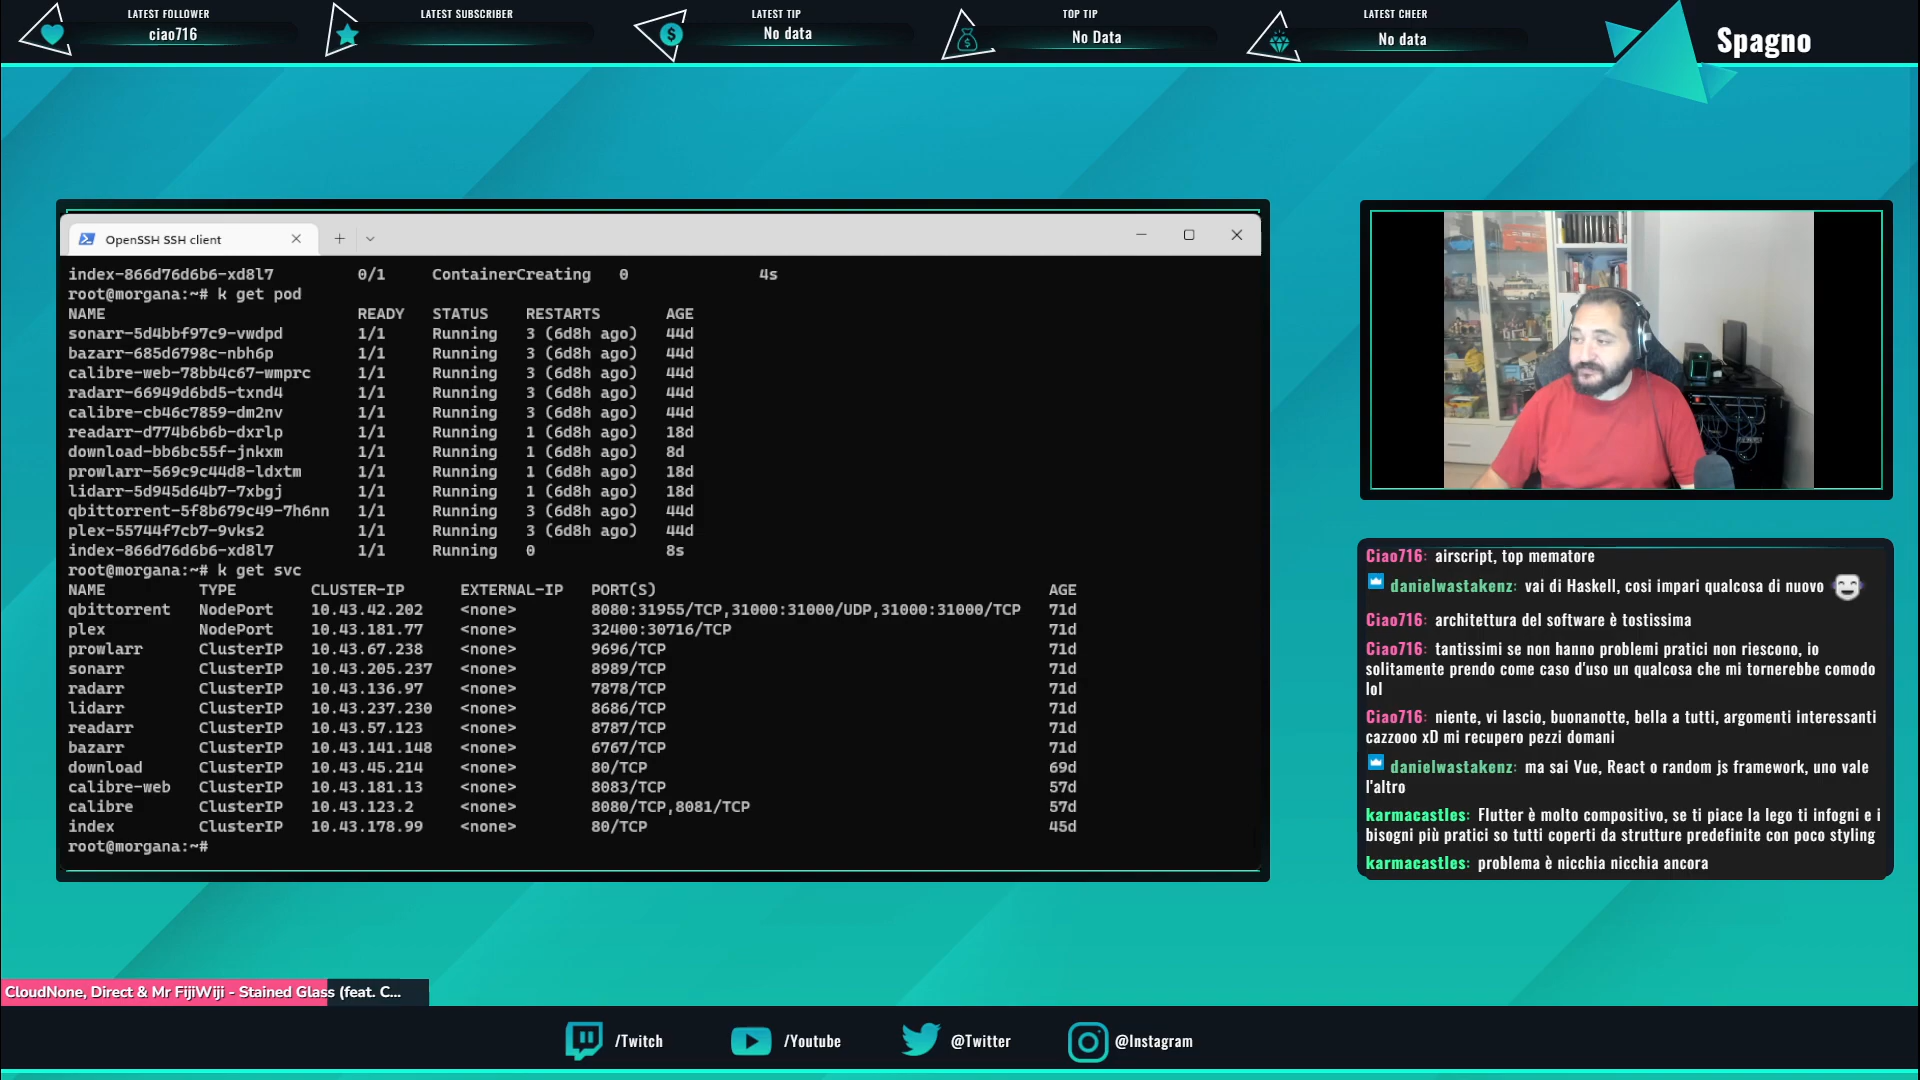 LATEST FOLLOWER
ciao716
LATEST SUBSCRIBER
LATEST TIP
No data
TOP TIP
No Data
LATEST CHEER
No data
Spagno
OpenSSH SSH client
index-866d76d6b6-xd8l7 0/1 ContainerCreating 0 4s
root@morgana:~# k get pod
NAME READY STATUS RESTARTS AGE
sonarr-5d4bbf97c9-vwdpd 1/1 Running 3 (6d8h ago) 44d
bazarr-685d6798c-nbh6p 1/1 Running 3 (6d8h ago) 44d
calibre-web-78bb4c67-wmprc 1/1 Running 3 (6d8h ago) 44d
radarr-66949d6bd5-txnd4 1/1 Running 3 (6d8h ago) 44d
calibre-cb46c7859-dm2nv 1/1 Running 3 (6d8h ago) 44d
readarr-d774b6b6b-dxrlp 1/1 Running 1 (6d8h ago) 18d
download-bb6bc55f-jnkxm 1/1 Running 1 (6d8h ago) 8d
prowlarr-569c9c44d8-ldxtm 1/1 Running 1 (6d8h ago) 18d
lidarr-5d945d64b7-7xbgj 1/1 Running 1 (6d8h ago) 18d
qbittorrent-5f8b679c49-7h6nn 1/1 Running 3 (6d8h ago) 44d
plex-55744f7cb7-9vks2 1/1 Running 3 (6d8h ago) 44d
index-866d76d6b6-xd8l7 1/1 Running 0 8s
root@morgana:~# k get svc
NAME TYPE CLUSTER-IP EXTERNAL-IP PORT(S) AGE
qbittorrent NodePort 10.43.42.202 <none> 8080:31955/TCP,31000:31000/UDP,31000:31000/TCP 71d
plex NodePort 10.43.181.77 <none> 32400:30716/TCP 71d
prowlarr ClusterIP 10.43.67.238 <none> 9696/TCP 71d
sonarr ClusterIP 10.43.205.237 <none> 8989/TCP 71d
radarr ClusterIP 10.43.136.97 <none> 7878/TCP 71d
lidarr ClusterIP 10.43.237.230 <none> 8686/TCP 71d
readarr ClusterIP 10.43.57.123 <none> 8787/TCP 71d
bazarr ClusterIP 10.43.141.148 <none> 6767/TCP 71d
download ClusterIP 10.43.45.214 <none> 80/TCP 69d
calibre-web ClusterIP 10.43.181.13 <none> 8083/TCP 57d
calibre ClusterIP 10.43.123.2 <none> 8080/TCP,8081/TCP 57d
index ClusterIP 10.43.178.99 <none> 80/TCP 45d
root@morgana:~#
Ciao716: airscript, top mematore
danielwastakenz: vai di Haskell, cosi impari qualcosa di nuovo
Ciao716: architettura del software è tostissima
Ciao716: tantissimi se non hanno problemi pratici non riescono, io
solitamente prendo come caso d'uso un qualcosa che mi tornerebbe comodo
lol
Ciao716: niente, vi lascio, buonanotte, bella a tutti, argomenti interessanti
cazzooo xD mi recupero pezzi domani
danielwastakenz: ma sai Vue, React o random js framework, uno vale
l'altro
karmacastles: Flutter è molto compositivo, se ti piace la lego ti infogni e i
bisogni più pratici so tutti coperti da strutture predefinite con poco styling
karmacastles: problema è nicchia nicchia ancora
CloudNone, Direct & Mr FijiWiji - Stained Glass (feat. C...
/Twitch
/Youtube
@Twitter
@Instagram